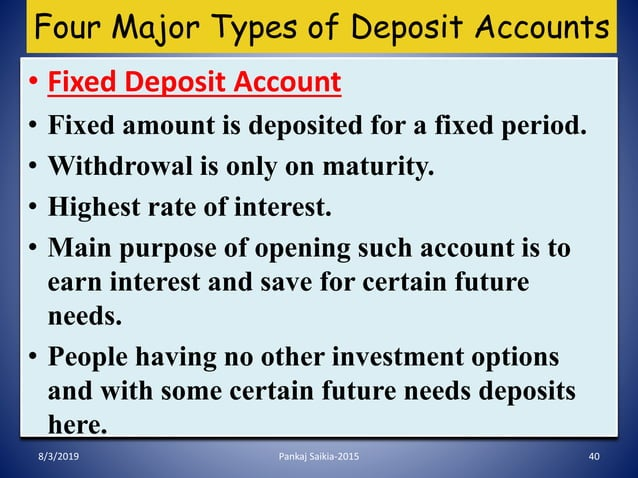 Four Major Types of Deposit Accounts
• Fixed Deposit Account
• Fixed amount is deposited for a fixed period.
• Withdrowal is only on maturity.
• Highest rate of interest.
• Main purpose of opening such account is to
earn interest and save for certain future
needs.
• People having no other investment options
and with some certain future needs deposits
here.
8/3/2019 Pankaj Saikia-2015 40